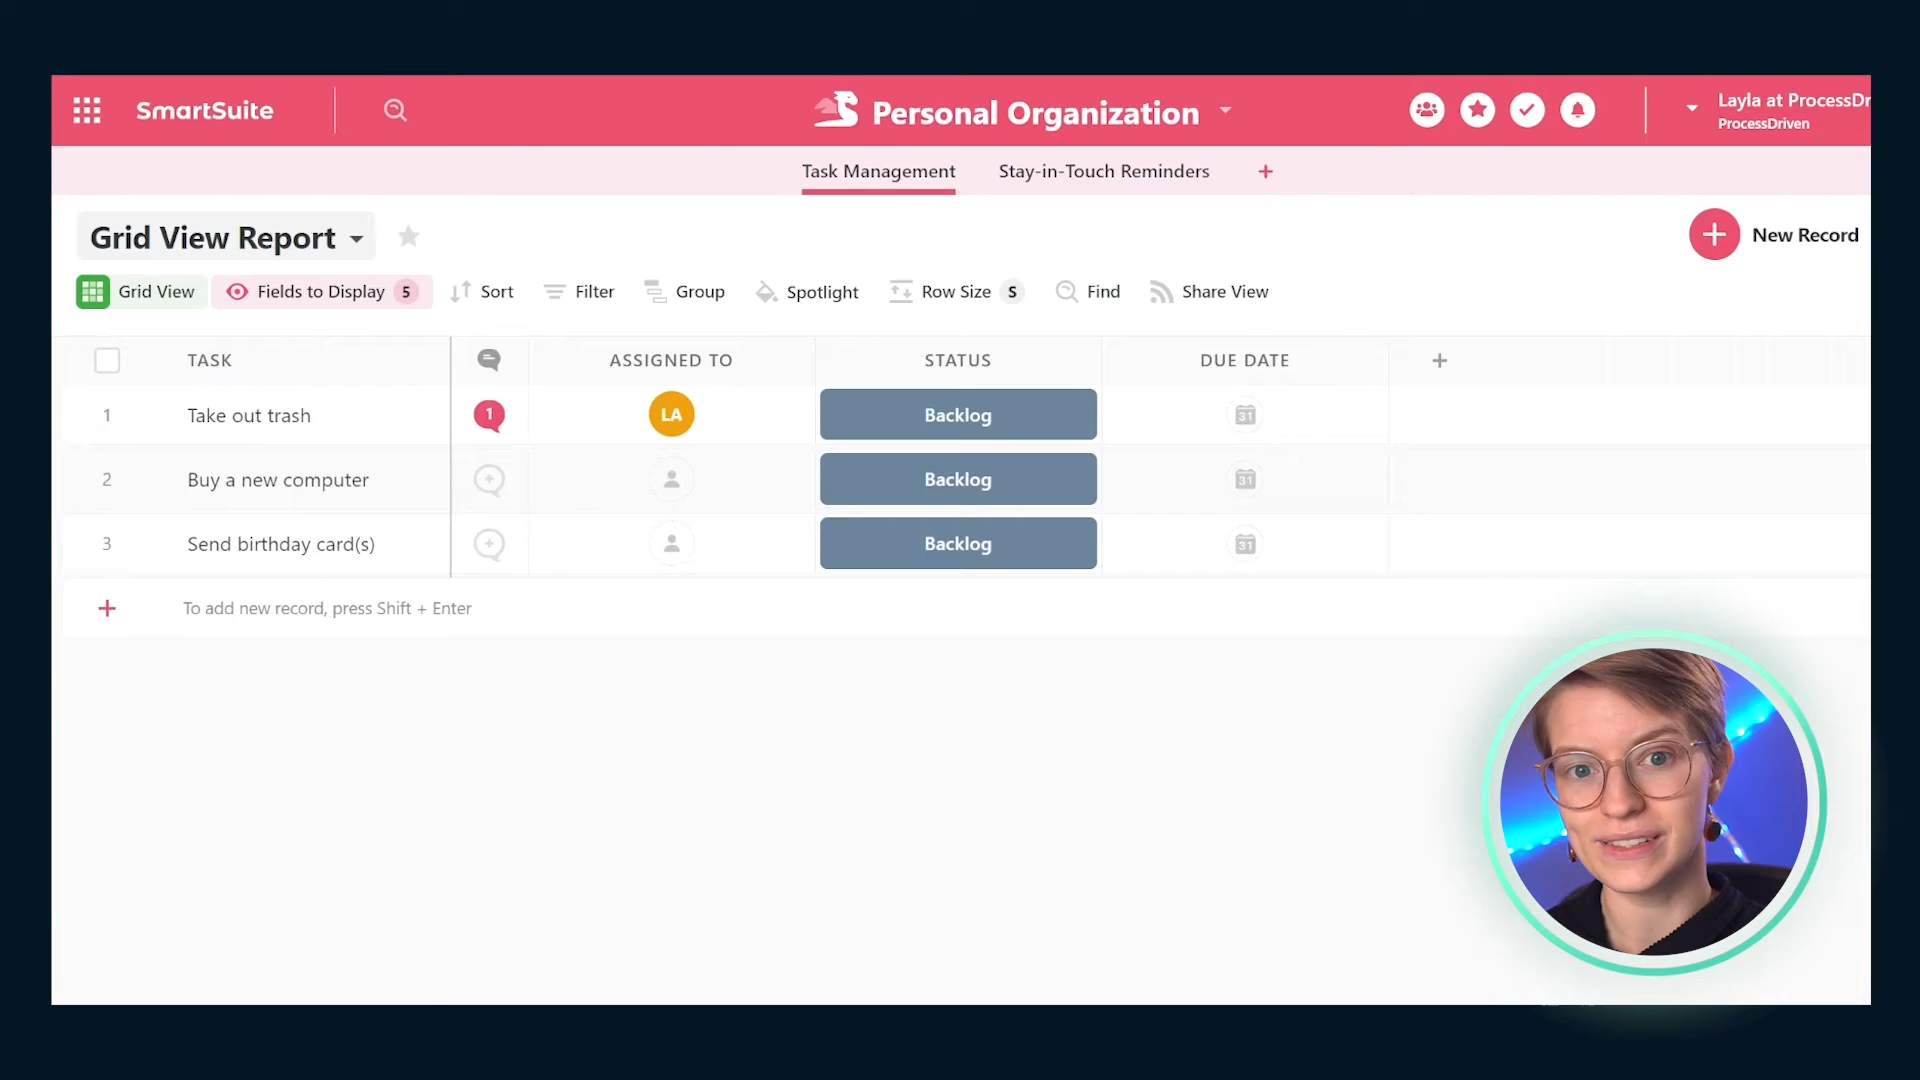 SmartSuite
Personal Organization
Layla at ProcessDr
ProcessDriven
Task Management
Stay-in-Touch Reminders
+
Grid View Report
New Record
Grid View
Fields to Display 5
Sort
Filter
Group
Spotlight
Row Size S
Find
Share View
TASK
ASSIGNED TO
STATUS
DUE DATE
+
1 Take out trash 1 LA Backlog 31
2 Buy a new computer Backlog 31
3 Send birthday card(s) Backlog 31
+ To add new record, press Shift + Enter